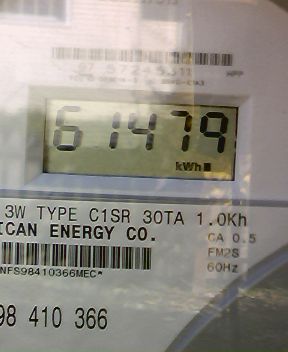 61479
kWh
3W TYPE C1SR 30TA 1.0Kh
ICAN ENERGY CO.
CA 0.5
FM2S
60Hz
NFS98410366MEC*
98 410 366